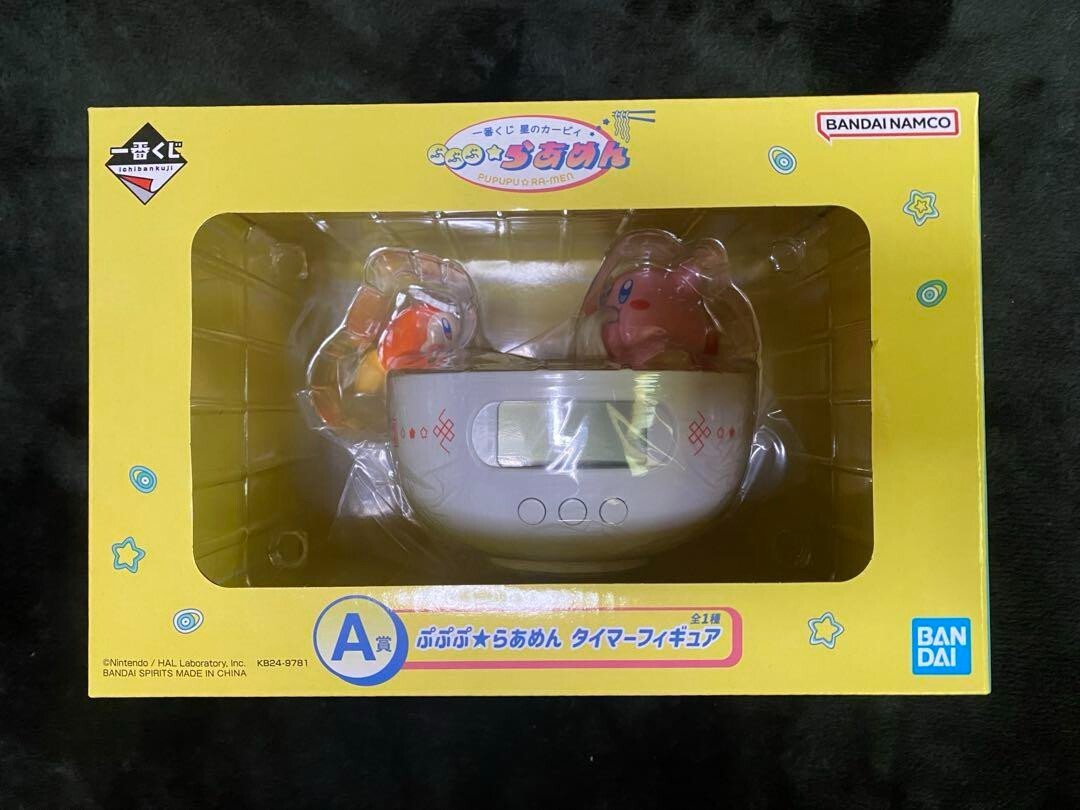 一番くじ
ichibankuji
一番くじ 星のカービィ
ぷぷぷ★らあめん
PUPUPU☆RA-MEN
BANDAI NAMCO
A賞
ぷぷぷ★らあめん タイマーフィギュア
全1種
©Nintendo / HAL Laboratory, Inc. KB24-9781
BANDAI SPIRITS MADE IN CHINA
BAN
DAI